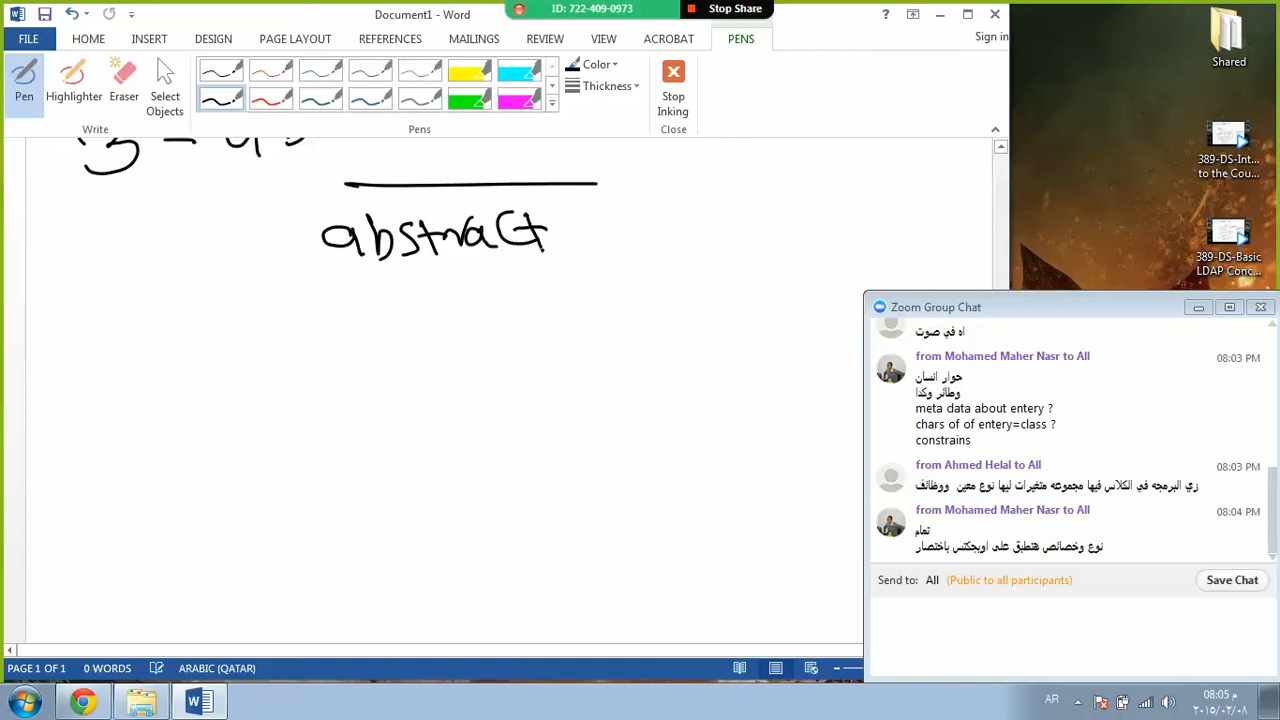 Document1 - Word
ID: 722-409-0973
Stop Share
FILE HOME INSERT DESIGN PAGE LAYOUT REFERENCES MAILINGS REVIEW VIEW ACROBAT PENS
Sign in
Pen Highlighter Eraser Select Objects
Color
Thickness
Stop Inking
Write Pens Close
abstract
Shared
389-DS-Int... to the Cou...
389-DS-Basic LDAP Conc...
Zoom Group Chat
اه في صوت
from Mohamed Maher Nasr to All 08:03 PM
حوار انسان
وطائر وكدا
meta data about entery ?
chars of of entery=class ?
constrains
from Ahmed Helal to All 08:03 PM
زي البرمجه في الكلاس فيها مجموعه متغيرات ليها نوع معين ووظائف
from Mohamed Maher Nasr to All 08:04 PM
تمام
نوع وخصائص هتطبق على اوبجكتس باختصار
Send to: All (Public to all participants) Save Chat
PAGE 1 OF 1 0 WORDS ARABIC (QATAR)
AR
08:05 م
٢٠١٥/٠٢/٠٨